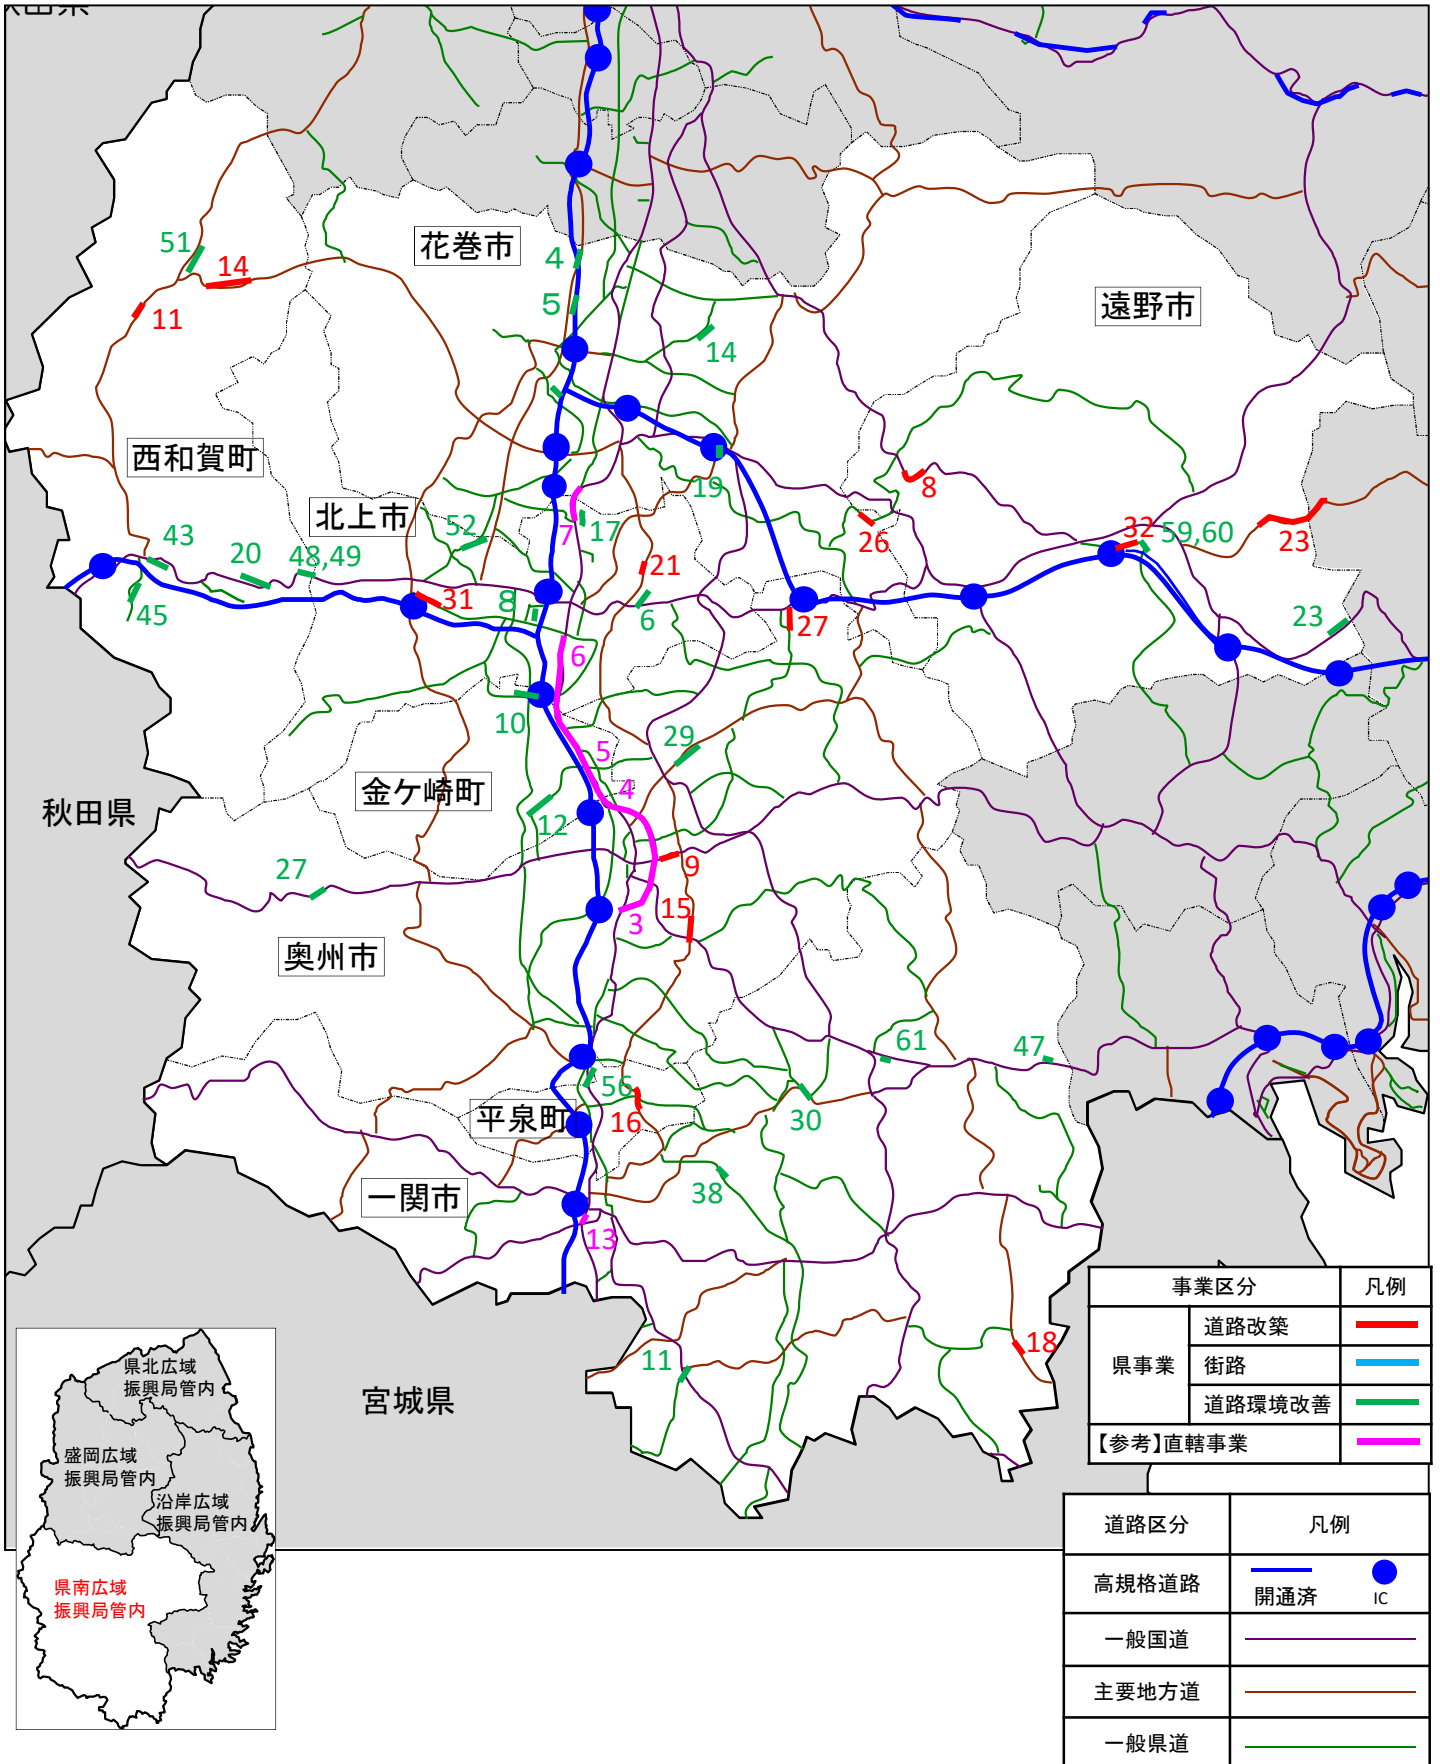 秋田県
花巻市
遠野市
51
14
11
4
5
14
西和賀町
北上市
19
8
52
7
17
26
32
59,60
23
43
20
48,49
21
45
31
8
6
27
23
6
10
5
29
4
金ケ崎町
12
秋田県
27
9
15
3
奥州市
61
47
56
平泉町
16
30
38
一関市
13
11
18
宮城県
事業区分
凡例
県事業
道路改築
街路
道路環境改善
【参考】直轄事業
県北広域
振興局管内
盛岡広域
振興局管内
沿岸広域
振興局管内
県南広域
振興局管内
道路区分
凡例
高規格道路
開通済
IC
一般国道
主要地方道
一般県道